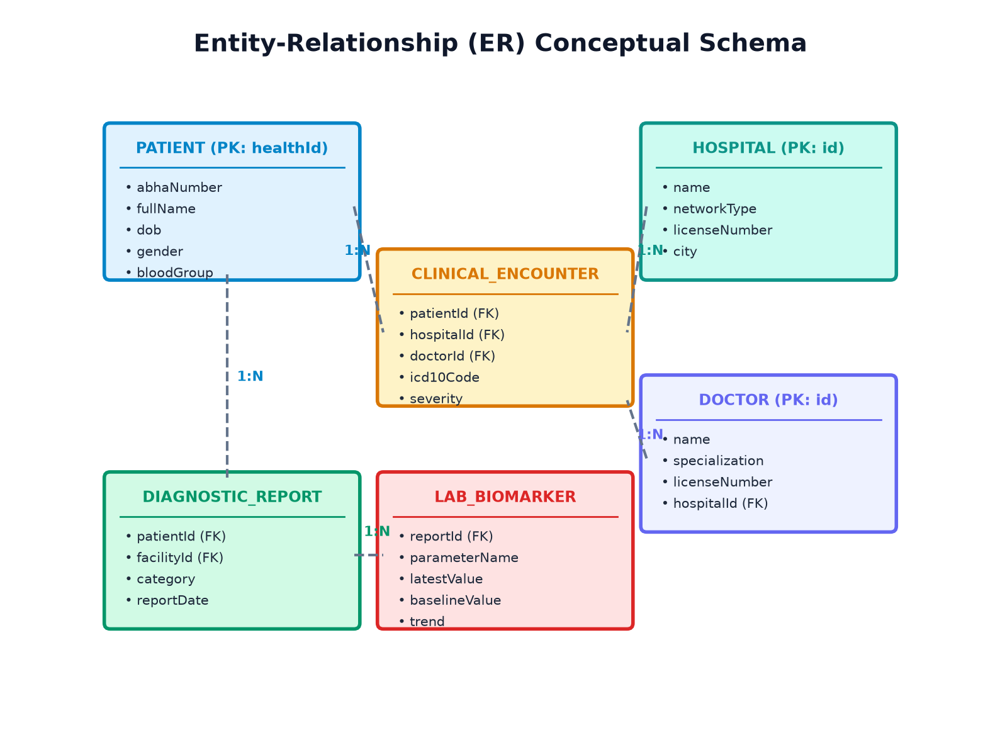 Entity-Relationship (ER) Conceptual Schema
PATIENT (PK: healthId)
• abhaNumber
• fullName
• dob
• gender
• bloodGroup
1:N
HOSPITAL (PK: id)
• name
• networkType
• licenseNumber
• city
1:N
CLINICAL_ENCOUNTER
• patientId (FK)
• hospitalId (FK)
• doctorId (FK)
• icd10Code
• severity
1:N
DOCTOR (PK: id)
• name
• specialization
• licenseNumber
• hospitalId (FK)
1:N
DIAGNOSTIC_REPORT
• patientId (FK)
• facilityId (FK)
• category
• reportDate
1:N
LAB_BIOMARKER
• reportId (FK)
• parameterName
• latestValue
• baselineValue
• trend